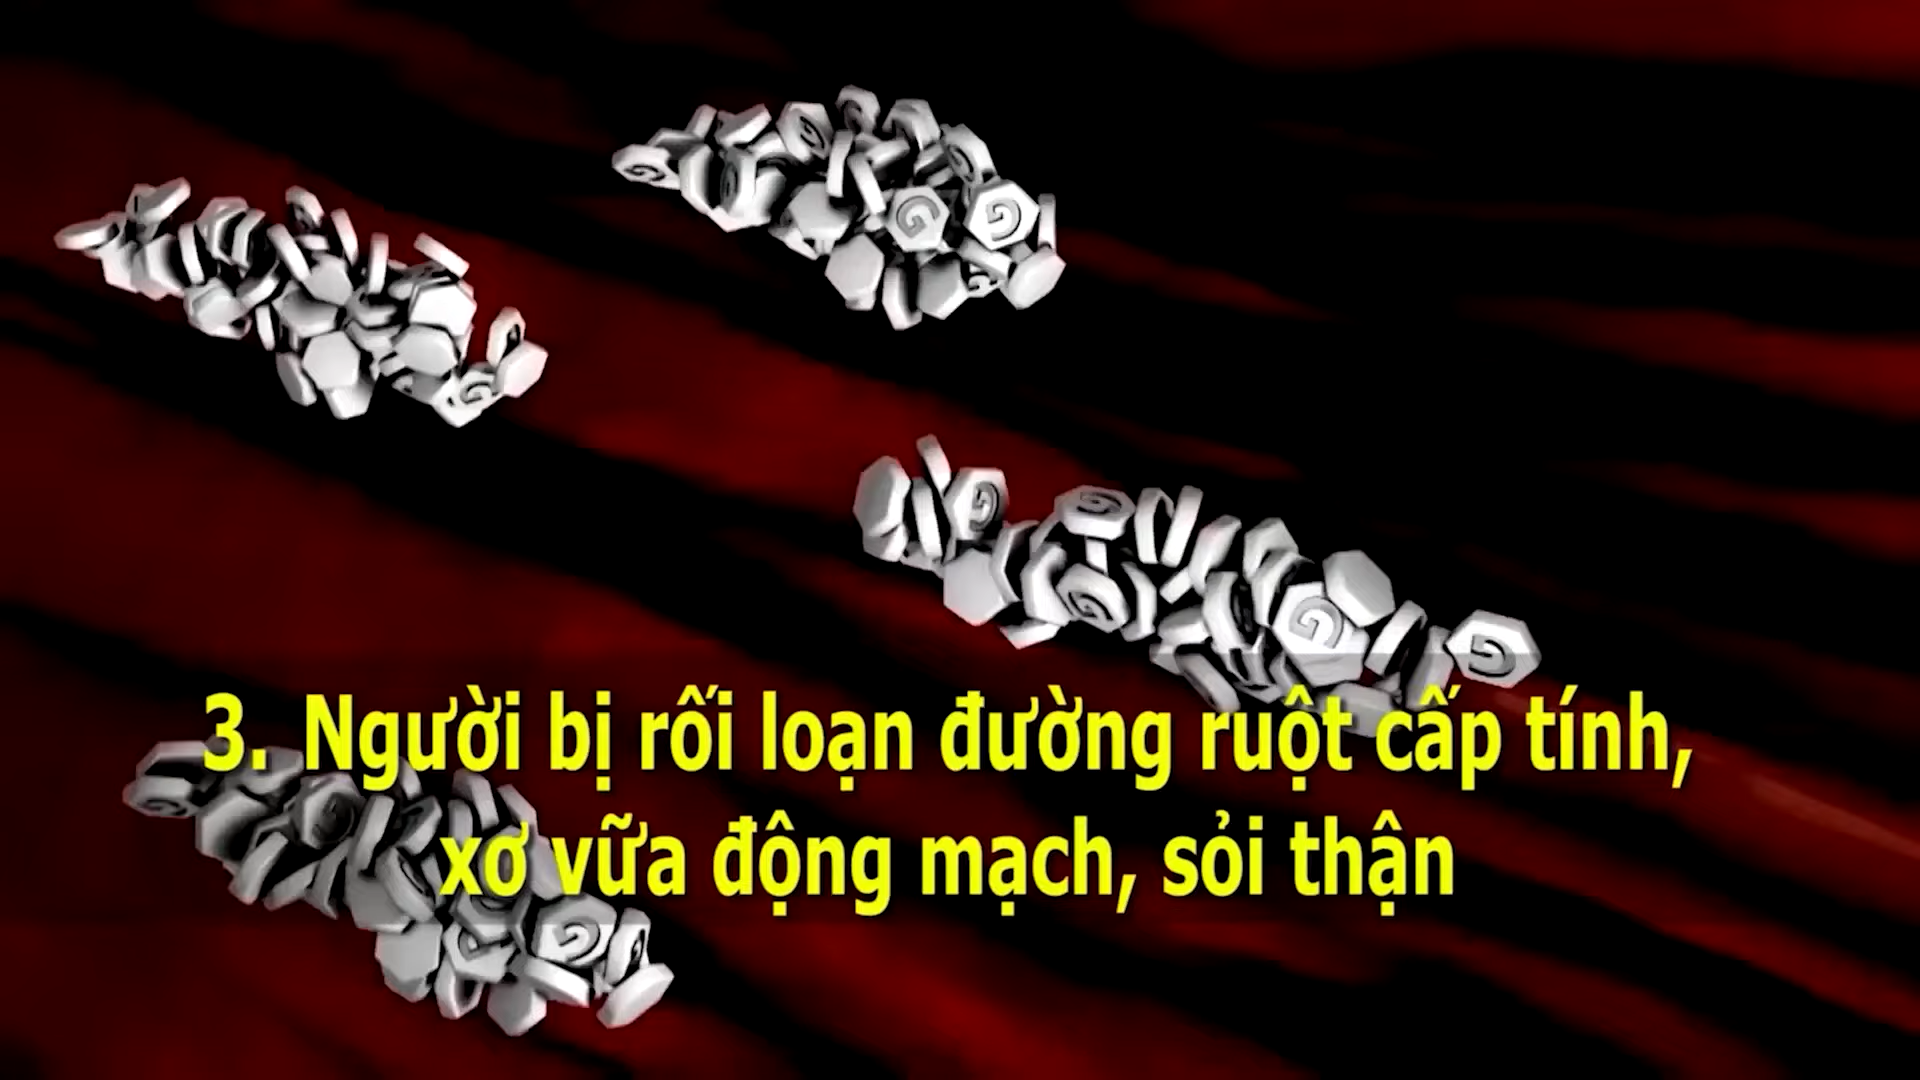 3. Người bị rối loạn đường ruột cấp tính,
xơ vữa động mạch, sỏi thận